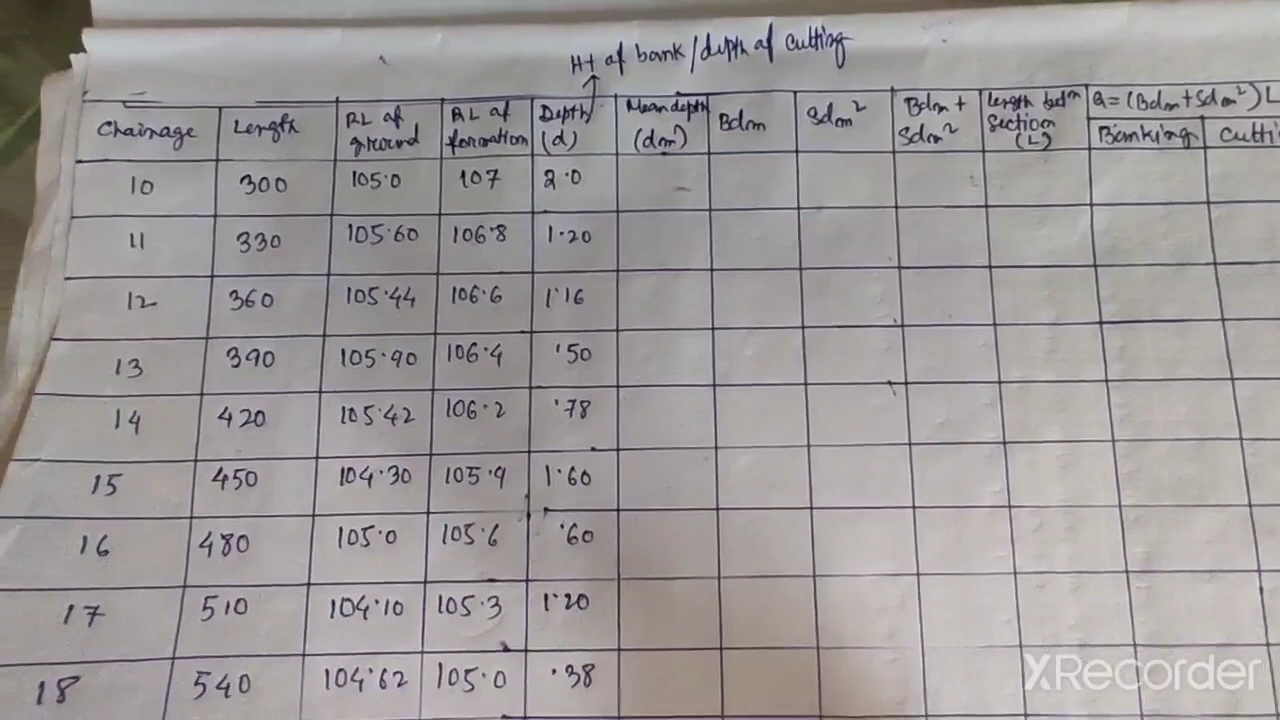 Ht of bank/depth of cutting
Chainage Length RL of ground RL of formation Depth (d) Mean depth (dm) Bdm Sdm² Bdm + Sdm² Length betn section (L) Q = (Bdm+Sdm²) L
Banking Cutti
10 300 105.0 107 2.0
11 330 105.60 106.8 1.20
12 360 105.44 106.6 1.16
13 390 105.90 106.4 .50
14 420 105.42 106.2 .78
15 450 104.30 105.9 1.60
16 480 105.0 105.6 .60
17 510 104.10 105.3 1.20
18 540 104.62 105.0 .38
XRecorder